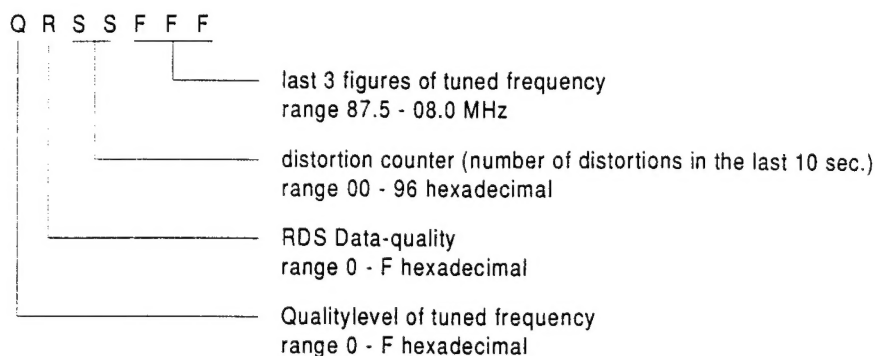 Q R S S F F F
last 3 figures of tuned frequency
range 87.5 - 08.0 MHz
distortion counter (number of distortions in the last 10 sec.)
range 00 - 96 hexadecimal
RDS Data-quality
range 0 - F hexadecimal
Qualitylevel of tuned frequency
range 0 - F hexadecimal